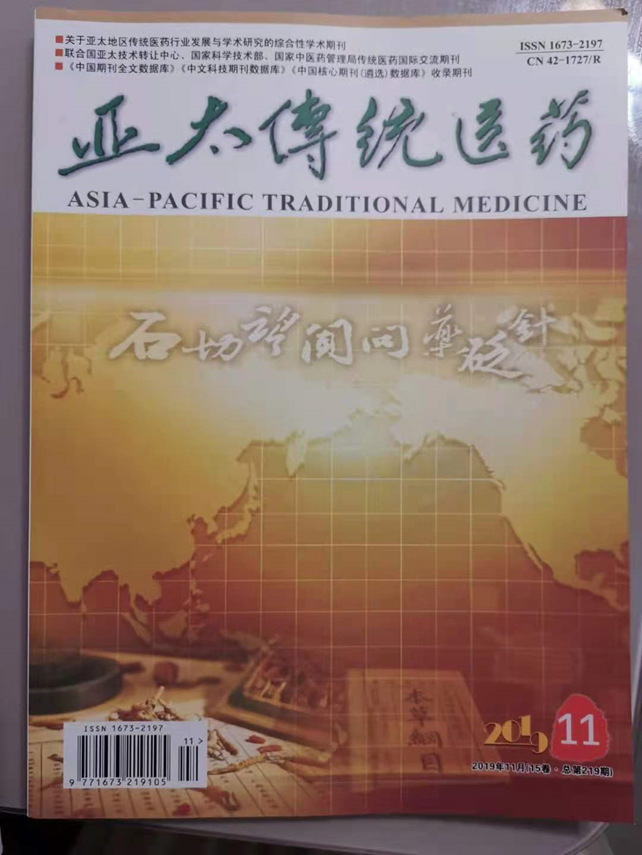 ■关于亚太地区传统医药行业发展与学术研究的综合性学术期刊
■联合国亚太技术转让中心、国家科学技术部、国家中医药管理局传统医药国际交流期刊
■《中国期刊全文数据库》《中文科技期刊数据库》《中国核心期刊(遴选)数据库》收录期刊
ISSN 1673-2197
CN 42-1727/R
亚太傳統医药
ASIA-PACIFIC TRADITIONAL MEDICINE
石切望闻问藥砭針
本草綱目
ISSN 1673-2197
11>
9 771673 219105
2019 11
2019年11月(15卷·总第219期)